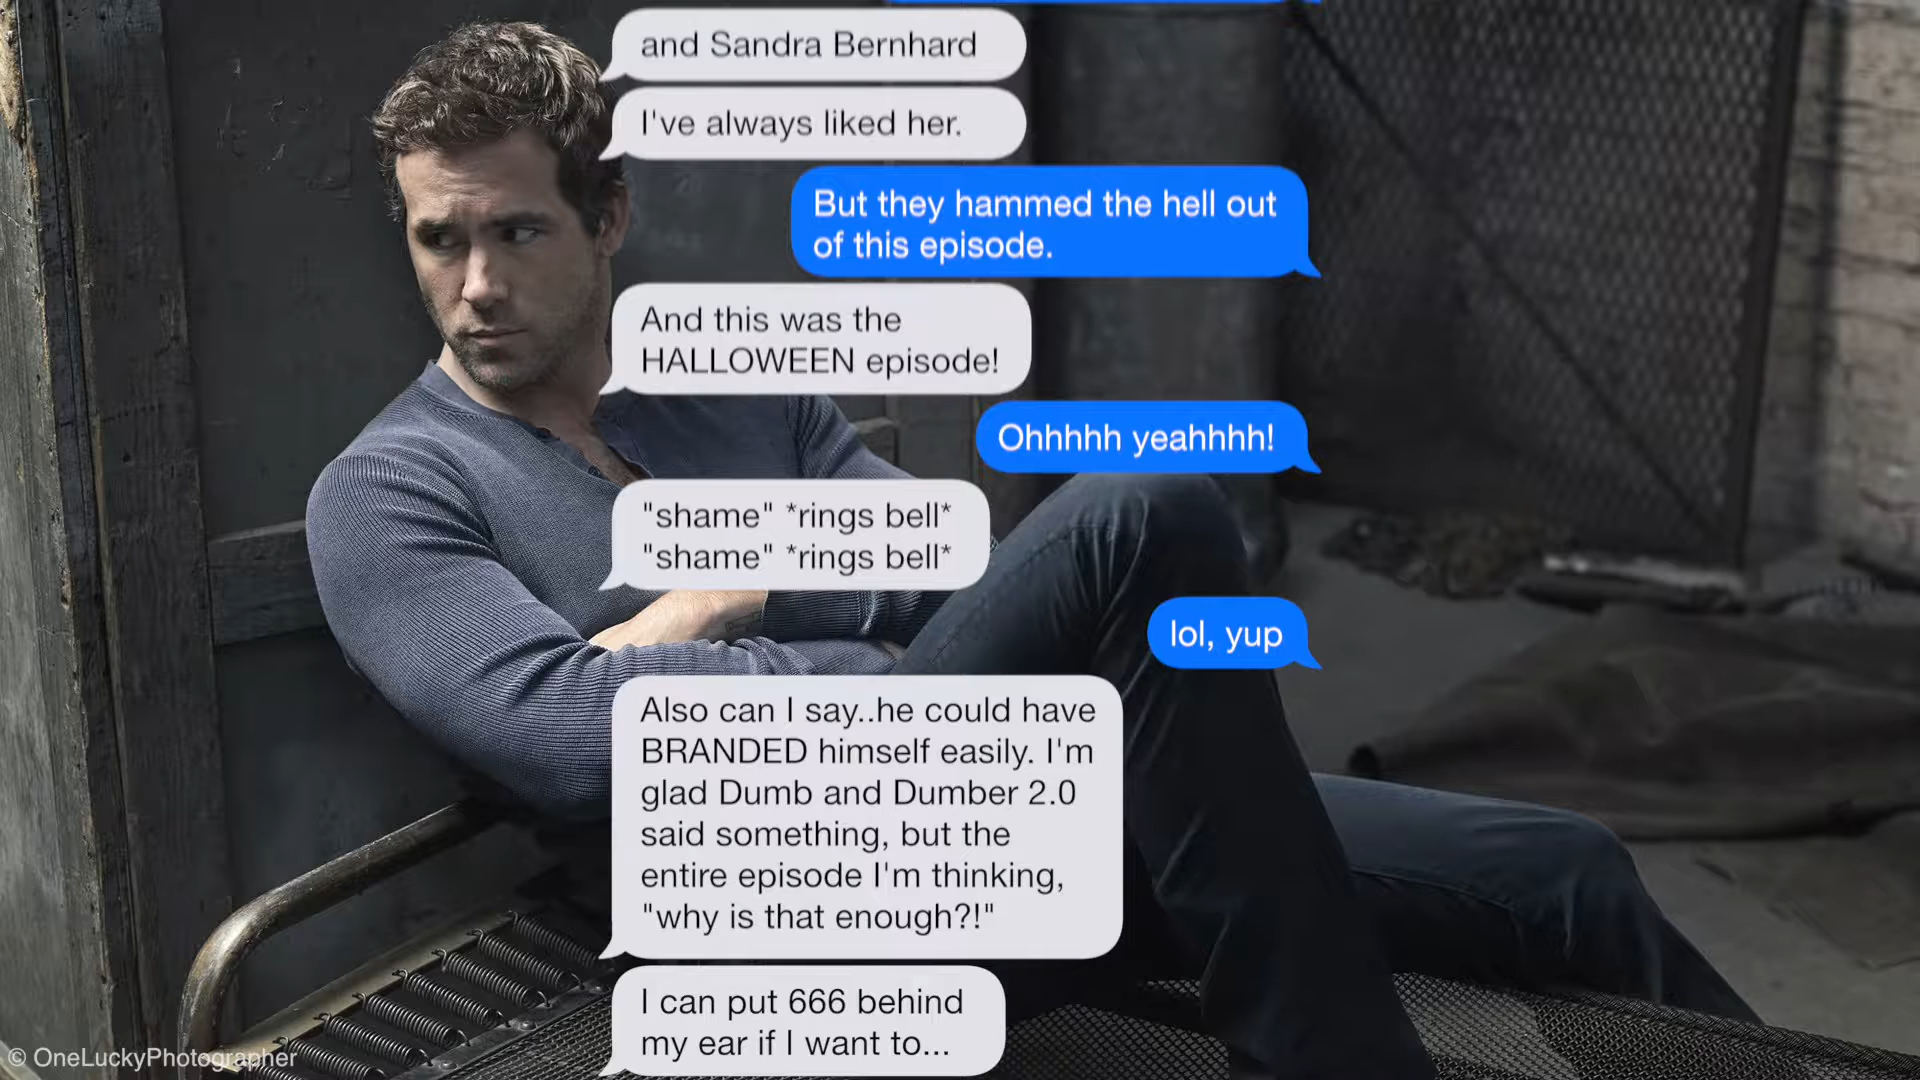 and Sandra Bernhard
I've always liked her.
But they hammed the hell out
of this episode.
And this was the
HALLOWEEN episode!
Ohhhhh yeahhhh!
"shame" *rings bell*
"shame" *rings bell*
lol, yup
Also can I say..he could have
BRANDED himself easily. I'm
glad Dumb and Dumber 2.0
said something, but the
entire episode I'm thinking,
"why is that enough?!"
I can put 666 behind
my ear if I want to...
© OneLuckyPhotographer